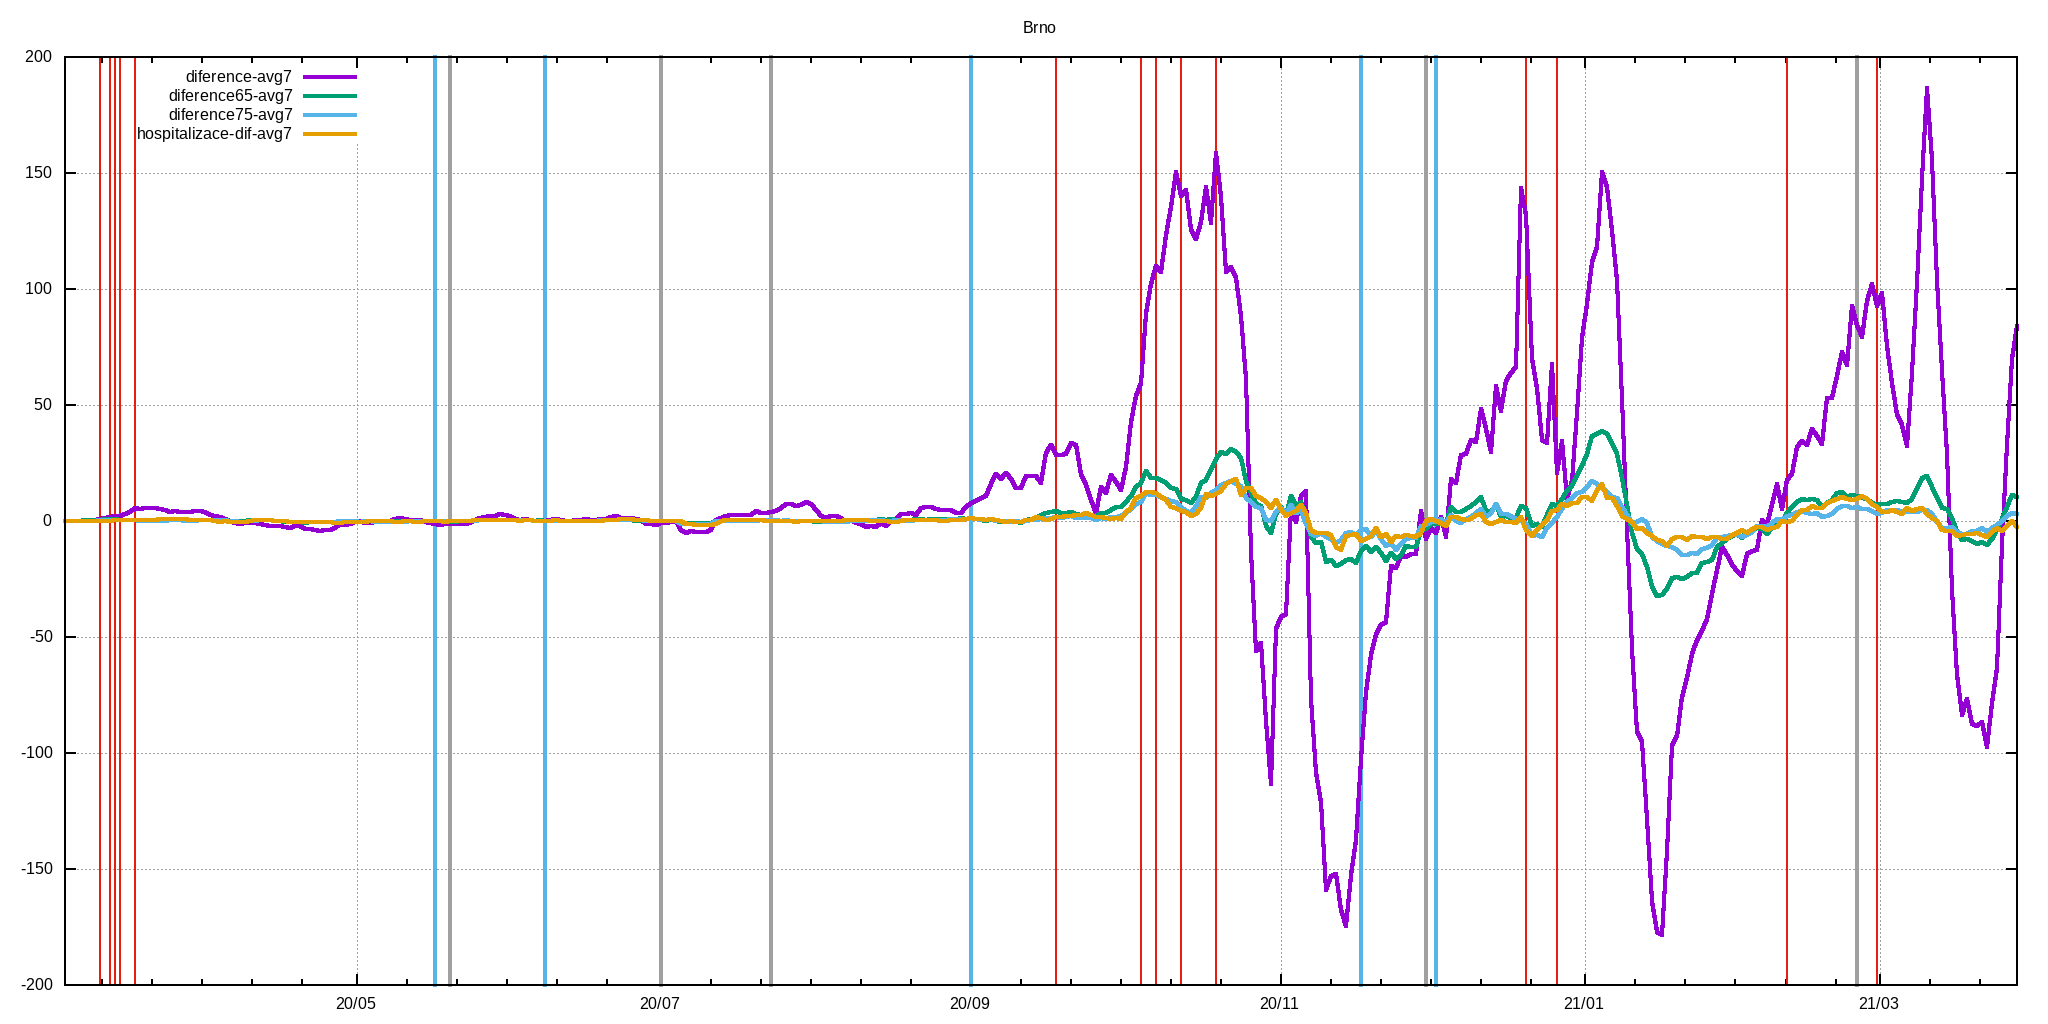 Brno
200
150
100
50
0
-50
-100
-150
-200
diference-avg7
diference65-avg7
diference75-avg7
hospitalizace-dif-avg7
20/05 20/07 20/09 20/11 21/01 21/03